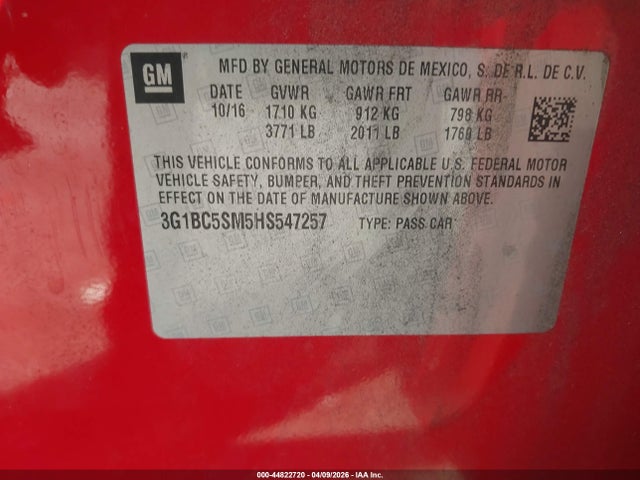 GM
MFD BY GENERAL MOTORS DE MEXICO, S. DE R.L. DE C.V.
DATE GVWR GAWR FRT GAWR RR
10/16 1710 KG 912 KG 798 KG
3771 LB 2011 LB 1760 LB
THIS VEHICLE CONFORMS TO ALL APPLICABLE U.S. FEDERAL MOTOR
VEHICLE SAFETY, BUMPER, AND THEFT PREVENTION STANDARDS IN
EFFECT ON THE DATE OF MANUFACTURE SHOWN ABOVE.
3G1BC5SM5HS547257 TYPE: PASS CAR
000-44822720 - 04/09/2026 - IAA Inc.